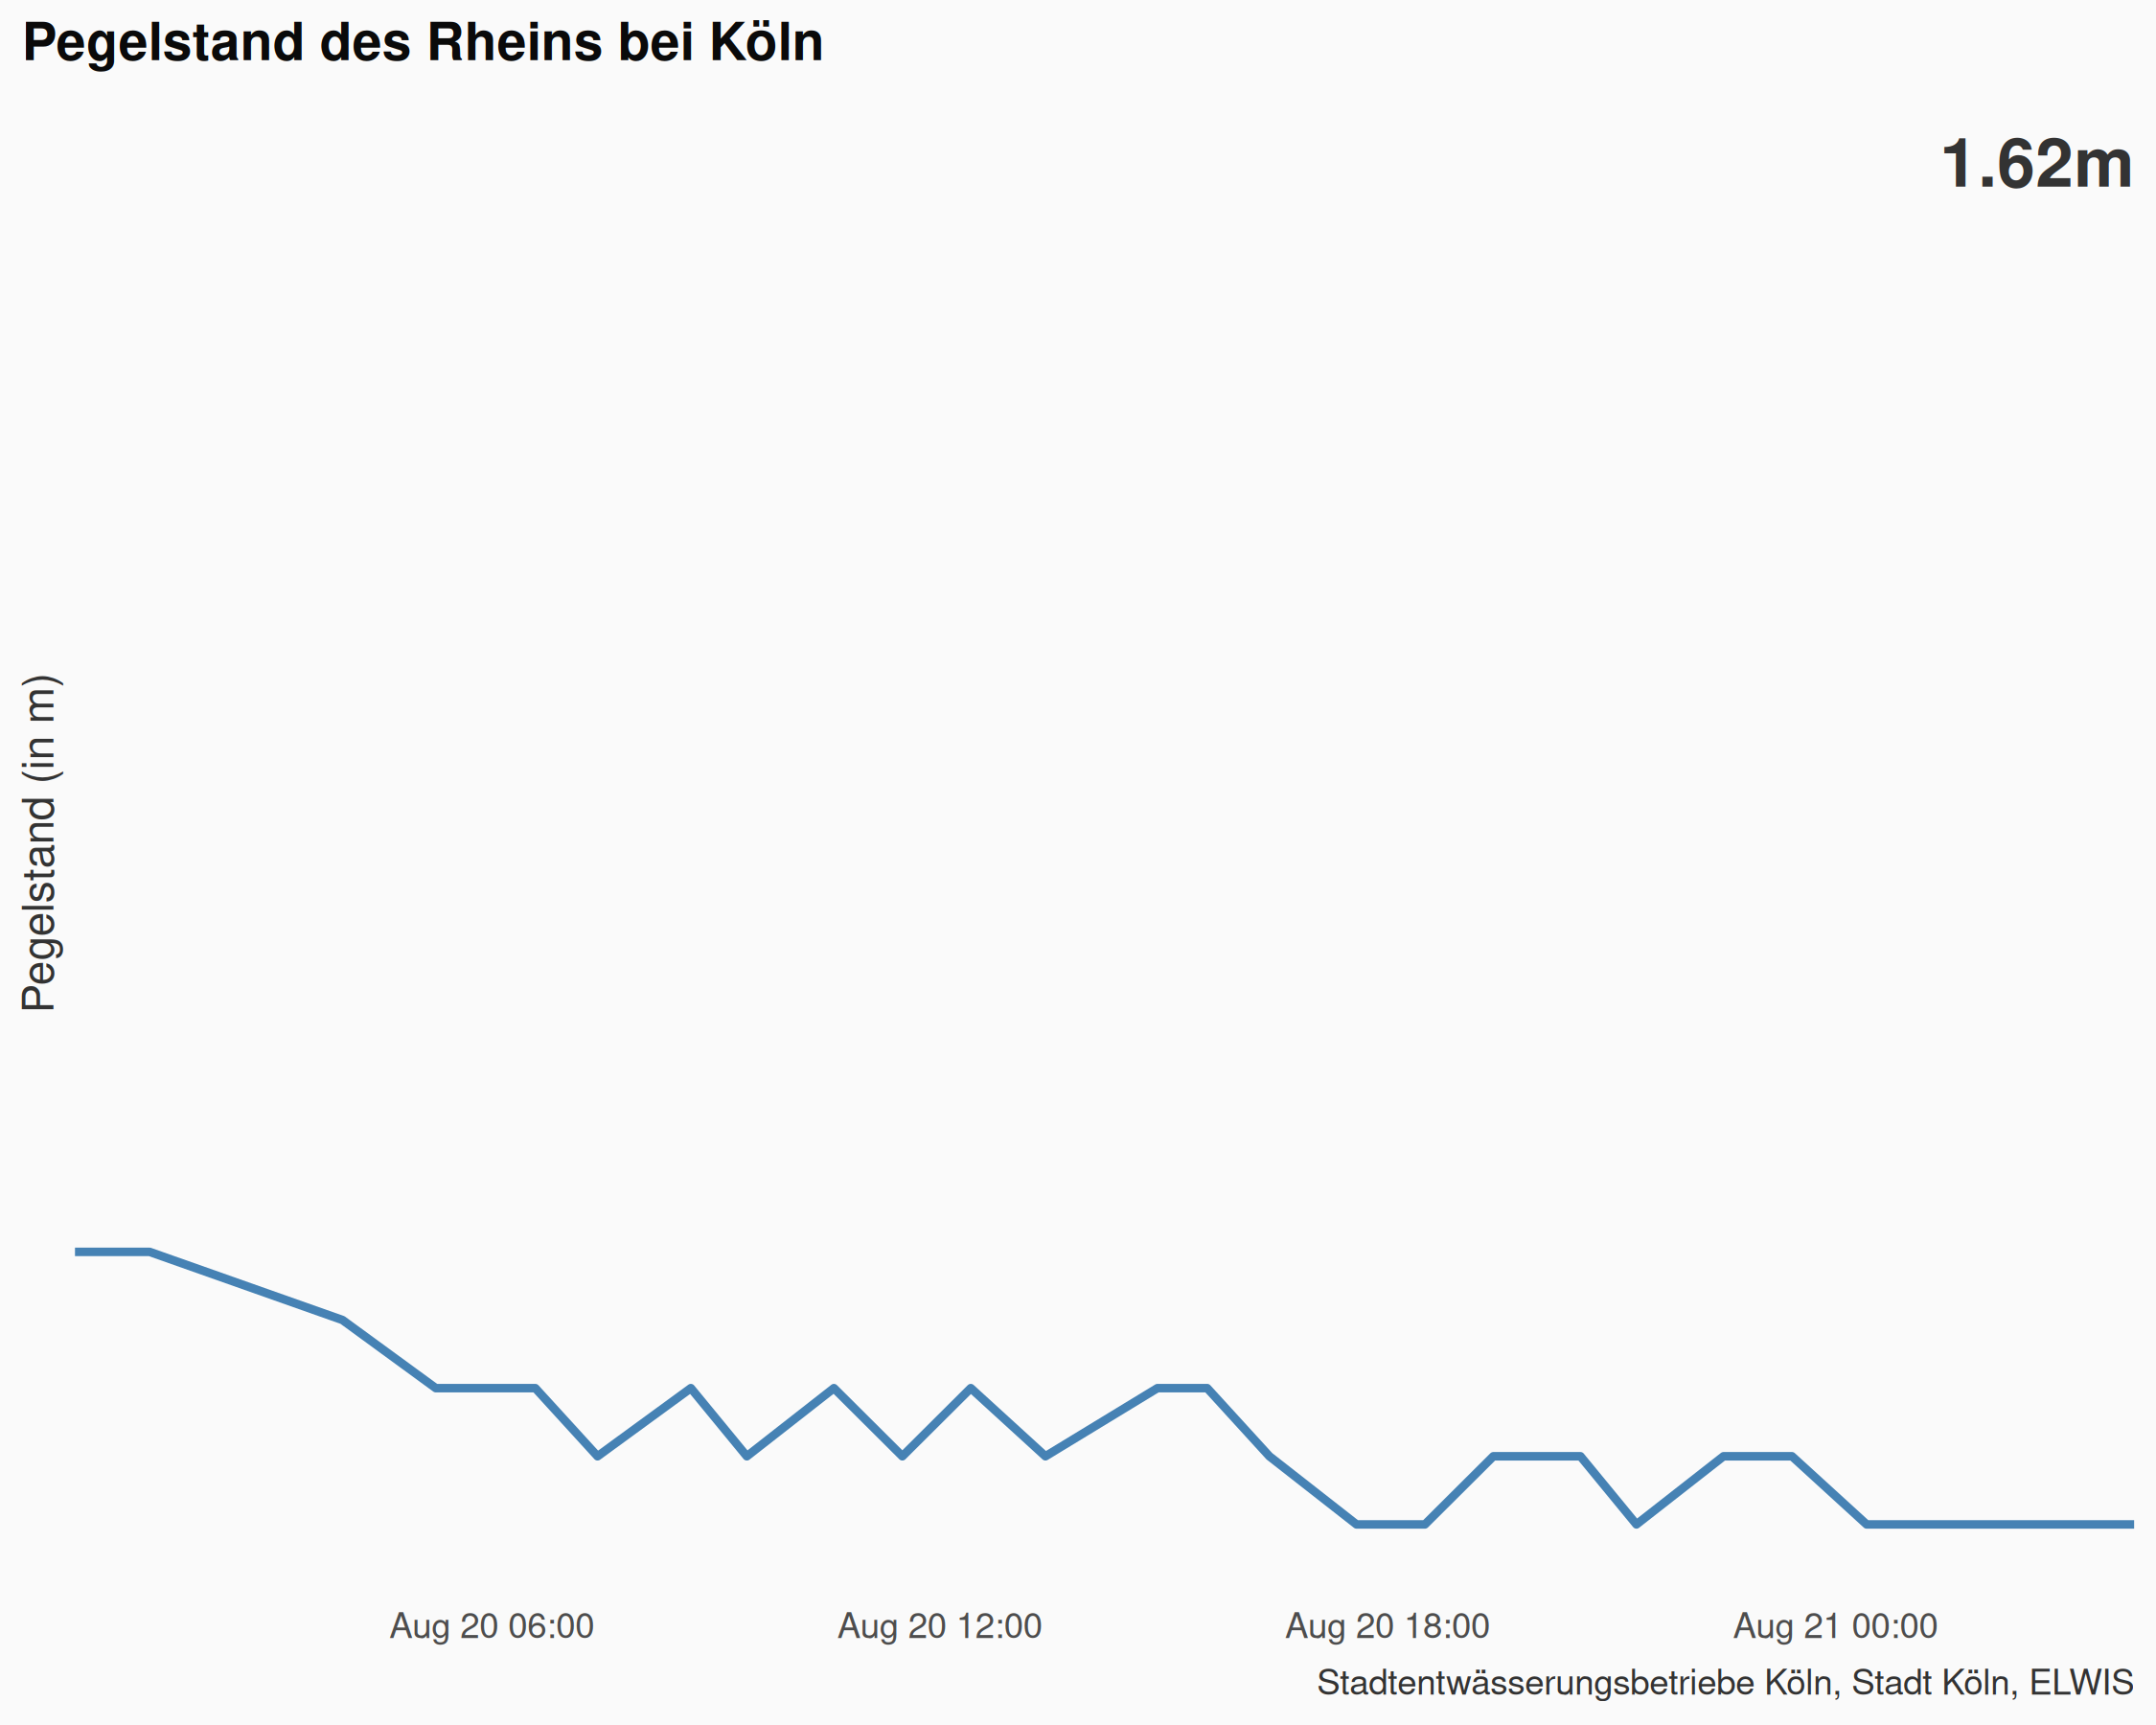 Pegelstand des Rheins bei Köln
1.62m
Pegelstand (in m)
Aug 20 06:00
Aug 20 12:00
Aug 20 18:00
Aug 21 00:00
Stadtentwässerungsbetriebe Köln, Stadt Köln, ELWIS